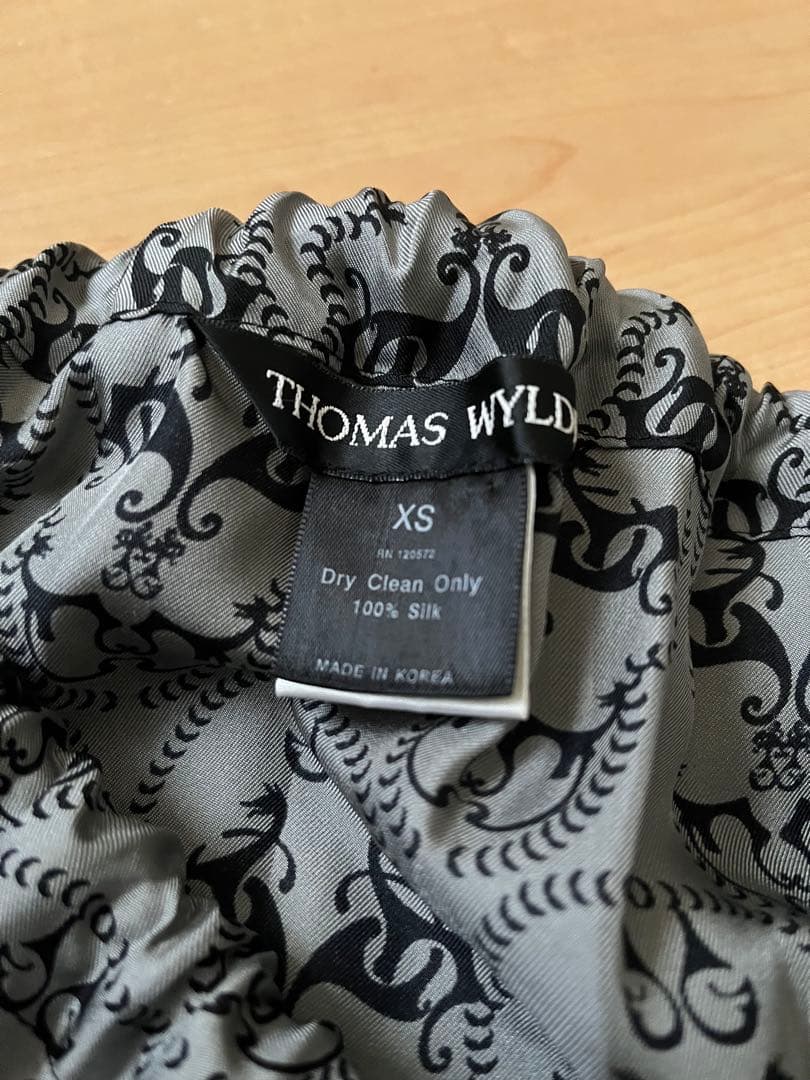 THOMAS WYLD
XS
RN 120572
Dry Clean Only
100% Silk
MADE IN KOREA